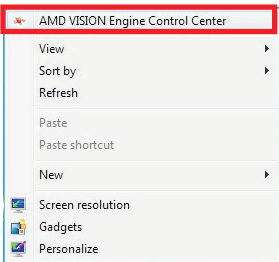 AMD VISION Engine Control Center
View
Sort by
Refresh
Paste
Paste shortcut
New
Screen resolution
Gadgets
Personalize